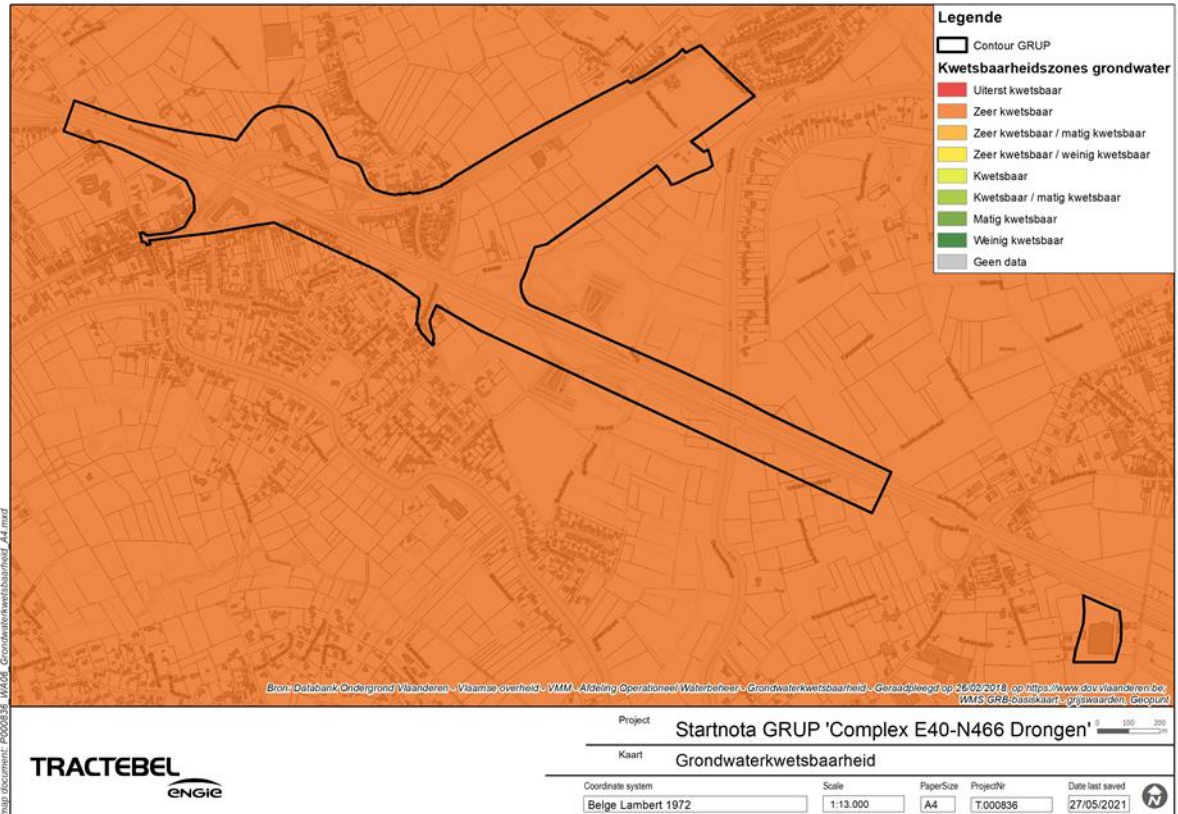 Legende
Contour GRUP
Kwetsbaarheidszones grondwater
Uiterst kwetsbaar
Zeer kwetsbaar
Zeer kwetsbaar / matig kwetsbaar
Zeer kwetsbaar / weinig kwetsbaar
Kwetsbaar
Kwetsbaar / matig kwetsbaar
Matig kwetsbaar
Weinig kwetsbaar
Geen data
Bron: Databank Ondergrond Vlaanderen - Vlaamse overheid - VMM - Afdeling Operationeel Waterbeheer - Grondwaterkwetsbaarheid - Geraadpleegd op 26/02/2018, op https://www.dov.vlaanderen.be;
WMS GRB-basiskaart - grijswaarden, Geopunt
map document: P000836_WA06_Grondwaterkwetsbaarheid_A4.mxd
TRACTEBEL
ENGIE
Project Startnota GRUP 'Complex E40-N466 Drongen' 0 100 200 m
Kaart Grondwaterkwetsbaarheid
Coordinate system Scale PaperSize ProjectNr Date last saved
Belge Lambert 1972 1:13.000 A4 T.000836 27/05/2021
N